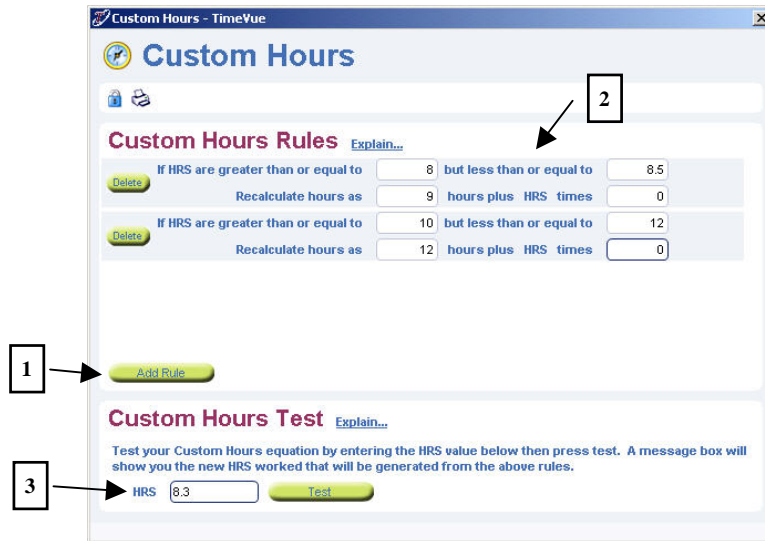 Custom Hours - TimeVue
Custom Hours
2
Custom Hours Rules Explain...
If HRS are greater than or equal to 8 but less than or equal to 8.5
Delete
Recalculate hours as 9 hours plus HRS times 0
If HRS are greater than or equal to 10 but less than or equal to 12
Delete
Recalculate hours as 12 hours plus HRS times 0
1
Add Rule
Custom Hours Test Explain...
Test your Custom Hours equation by entering the HRS value below then press test. A message box will
show you the new HRS worked that will be generated from the above rules.
3
HRS 8.3 Test